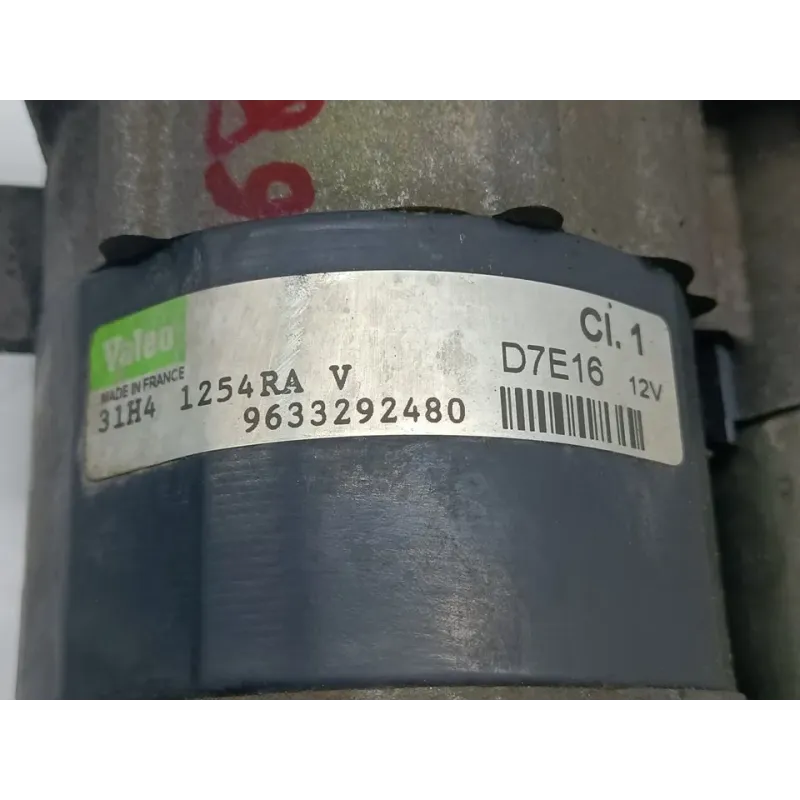 Valeo
MADE IN FRANCE
Ci. 1
D7E16 12V
31H4 1254RA V
9633292480